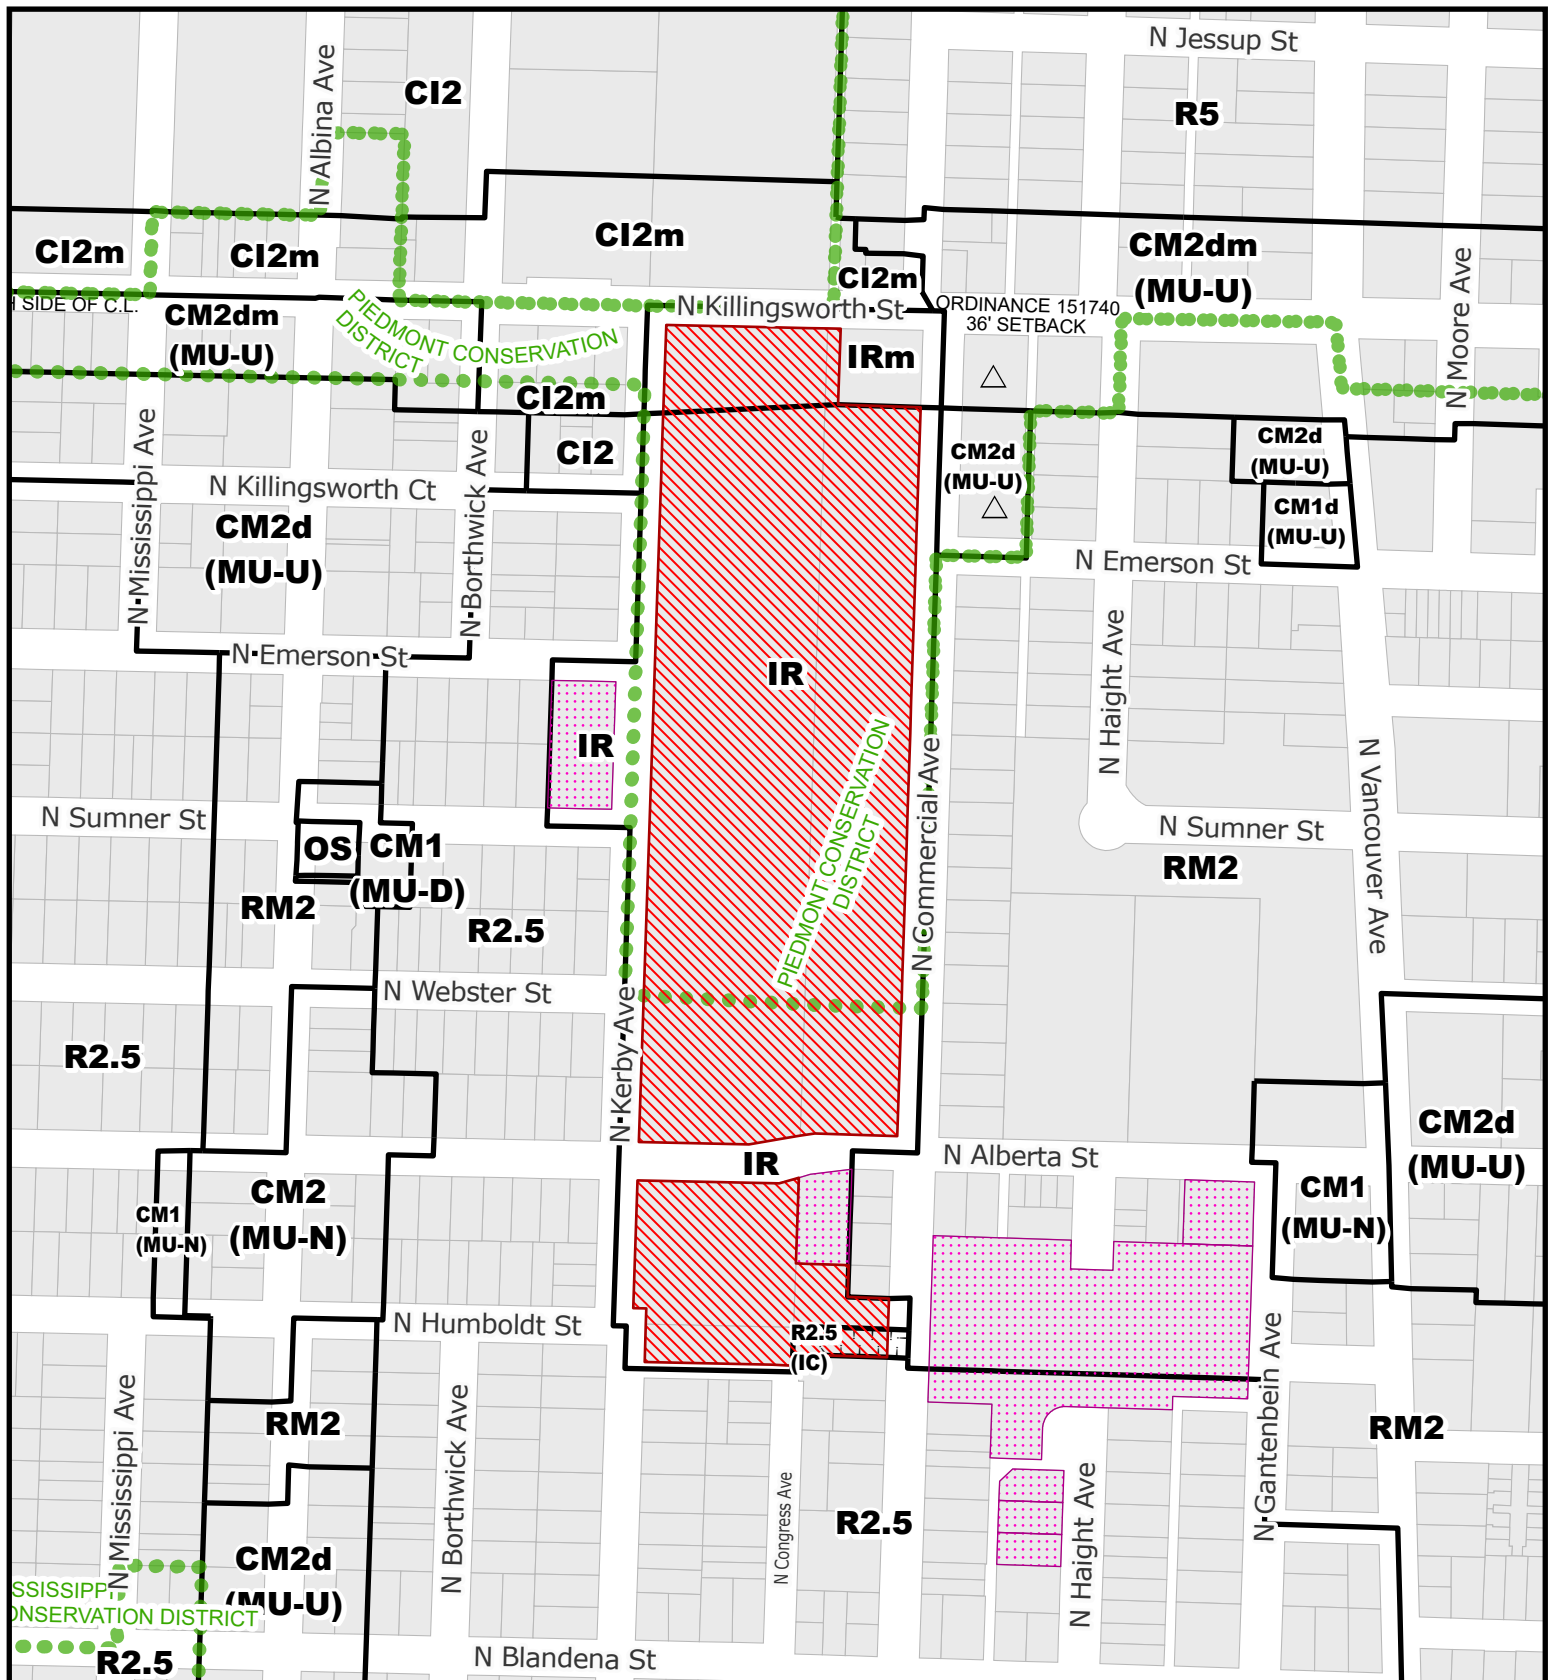 N Jessup St
N Albina Ave
CI2
R5
CI2m
CI2m
CI2m
CI2m
CM2dm
(MU-U)
N Moore Ave
SIDE OF C.L.
CM2dm
(MU-U)
PIEDMONT CONSERVATION
DISTRICT
N Killingsworth St
ORDINANCE 151740
36' SETBACK
IRm
CI2m
CI2
N Mississippi Ave
N Borthwick Ave
N Killingsworth Ct
CM2d
(MU-U)
CM2d
(MU-U)
CM2d
(MU-U)
CM1d
(MU-U)
N Emerson St
N Emerson St
N Haight Ave
IR
IR
PIEDMONT CONSERVATION
DISTRICT
N Commercial Ave
N Vancouver Ave
N Sumner St
N Sumner St
OS
CM1
(MU-D)
RM2
RM2
R2.5
N Webster St
N Kerby Ave
R2.5
CM2d
(MU-U)
IR
N Alberta St
CM1
(MU-N)
CM2
(MU-N)
CM1
(MU-N)
N Humboldt St
R2.5
(IC)
N Gantenbein Ave
N Mississippi Ave
N Borthwick Ave
RM2
RM2
N Congress Ave
R2.5
N Haight Ave
CM2d
(MU-U)
SSISSIPP
ONSERVATION DISTRICT
R2.5
N Blandena St